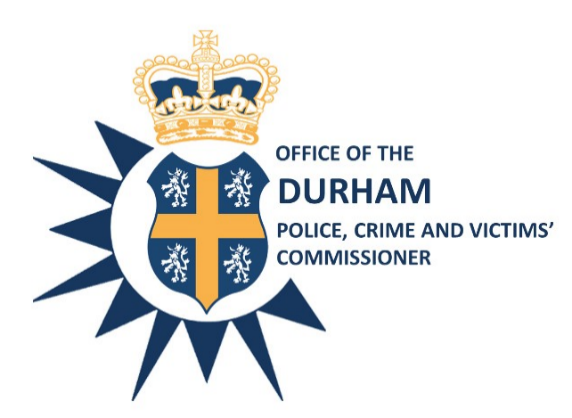 OFFICE OF THE
DURHAM
POLICE, CRIME AND VICTIMS’
COMMISSIONER